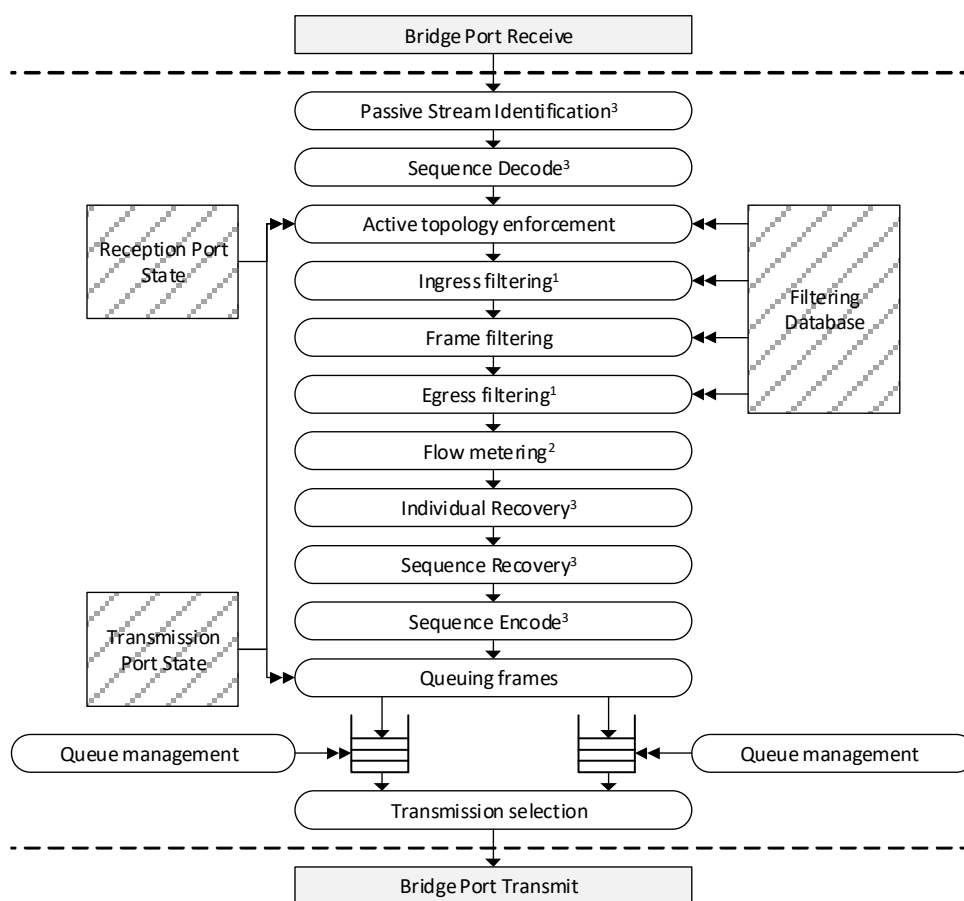 Bridge Port Receive
Passive Stream Identification³
Sequence Decode³
Active topology enforcement
Reception Port
State
Ingress filtering¹
Filtering
Database
Frame filtering
Egress filtering¹
Flow metering²
Individual Recovery³
Sequence Recovery³
Sequence Encode³
Transmission
Port State
Queuing frames
Queue management
Queue management
Transmission selection
Bridge Port Transmit